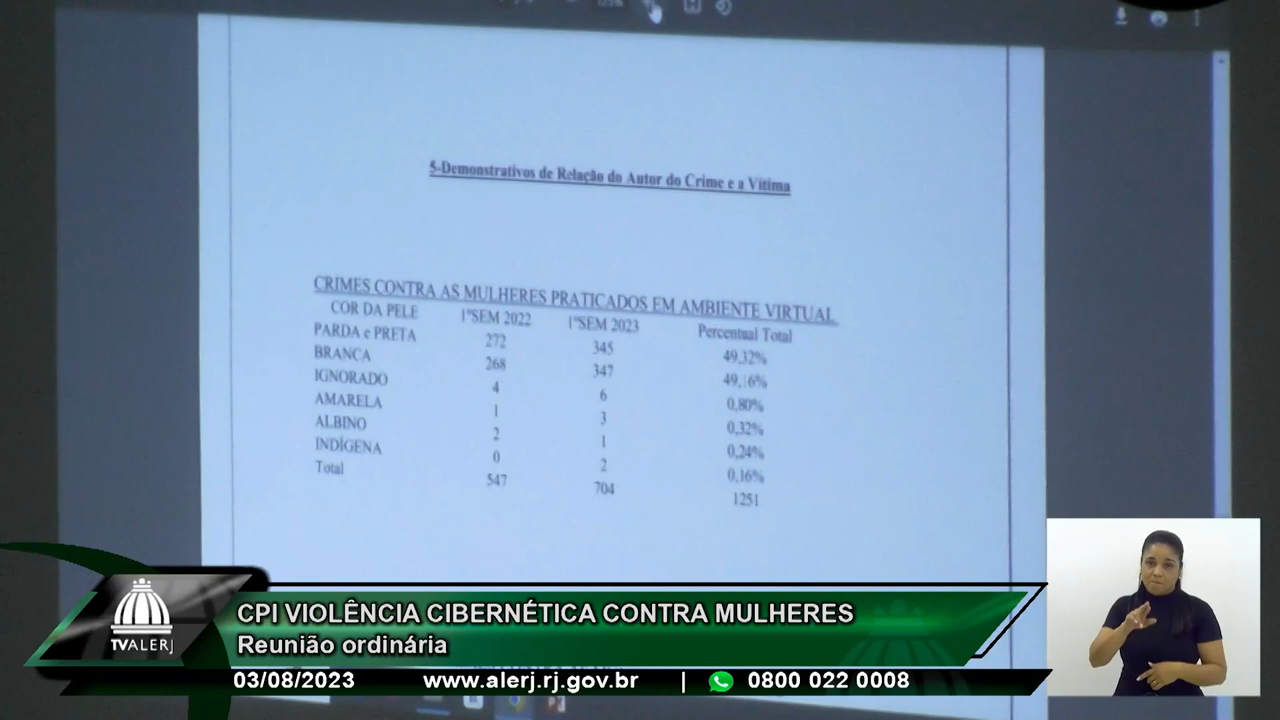 125%
5-Demonstrativos de Relação do Autor do Crime e a Vítima
CRIMES CONTRA AS MULHERES PRATICADOS EM AMBIENTE VIRTUAL
COR DA PELE 1ºSEM 2022 1ºSEM 2023 Percentual Total
PARDA e PRETA 272 345 49,32%
BRANCA 268 347 49,16%
IGNORADO 4 6 0,80%
AMARELA 1 3 0,32%
ALBINO 2 1 0,24%
INDÍGENA 0 2 0,16%
Total 547 704 1251
TVALERJ
CPI VIOLÊNCIA CIBERNÉTICA CONTRA MULHERES
Reunião ordinária
03/08/2023 www.alerj.rj.gov.br | 0800 022 0008